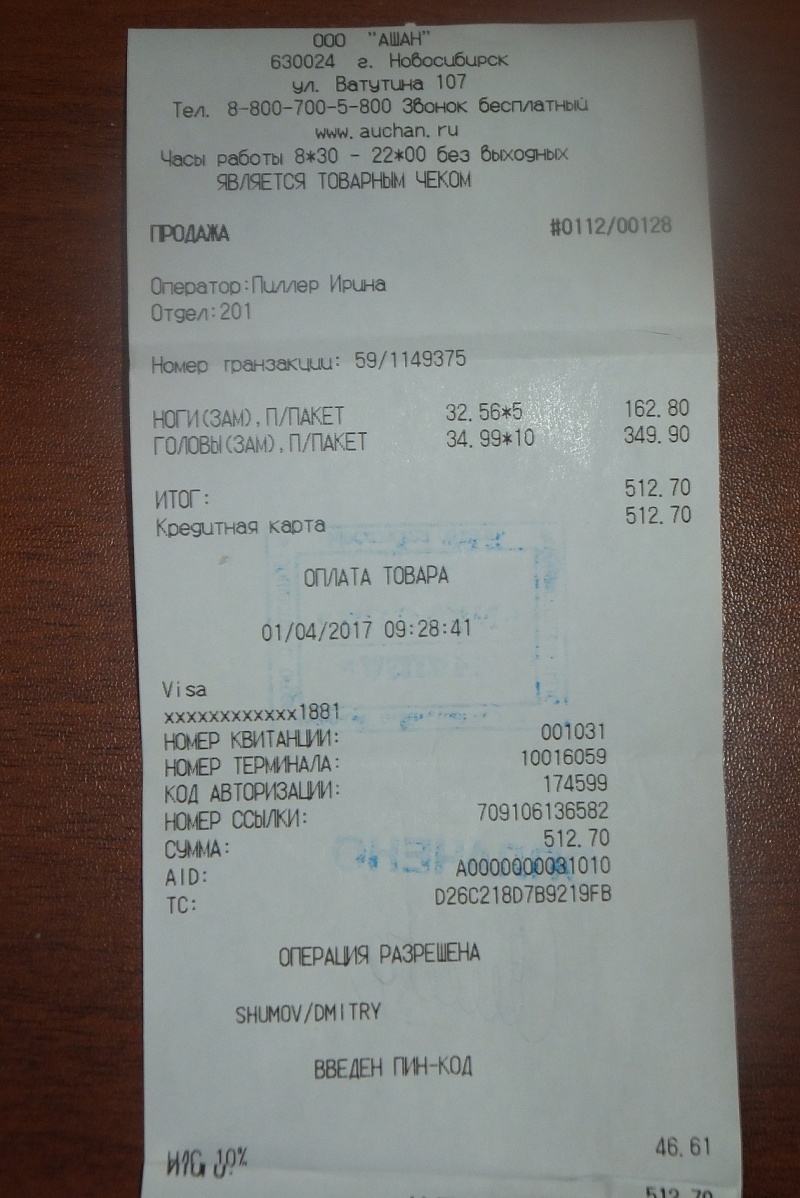 ООО "АШАН"
630024 г. Новосибирск
ул. Ватутина 107
Тел. 8-800-700-5-800 Звонок бесплатный
www.auchan.ru
Часы работы 8*30 - 22*00 без выходных
ЯВЛЯЕТСЯ ТОВАРНЫМ ЧЕКОМ
ПРОДАЖА #0112/00128
Оператор:Пиллер Ирина
Отдел:201
Номер транзакции: 59/1149375
НОГИ(ЗАМ),П/ПАКЕТ 32.56*5 162.80
ГОЛОВЫ(ЗАМ),П/ПАКЕТ 34.99*10 349.90
ИТОГ: 512.70
Кредитная карта 512.70
ОПЛАТА ТОВАРА
01/04/2017 09:28:41
Visa
xxxxxxxxxxxx1881
НОМЕР КВИТАНЦИИ: 001031
НОМЕР ТЕРМИНАЛА: 10016059
КОД АВТОРИЗАЦИИ: 174599
НОМЕР ССЫЛКИ: 709106136582
СУММА: 512.70
AID: A0000000031010
TC: D26C218D7B9219FB
ОПЕРАЦИЯ РАЗРЕШЕНА
SHUMOV/DMITRY
ВВЕДЕН ПИН-КОД
10% 46.61
512.70